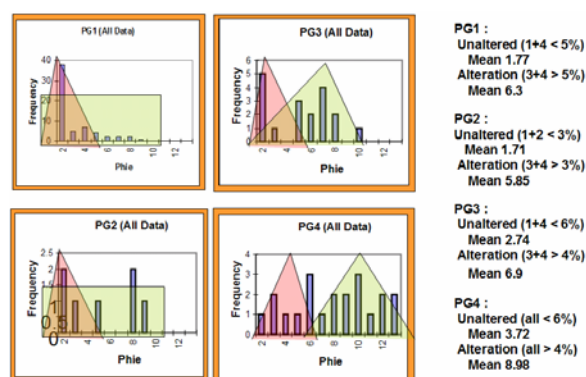 PG1 (All Data)
Frequency
40
30
20
10
0
2
4
6
8
10
12
Phie
PG3 (All Data)
Frequency
6
5
4
3
2
1
0
2
4
6
8
10
12
Phie
PG2 (All Data)
Frequency
2.5
2
1.5
1
0.5
0
2
4
6
8
10
12
Phie
PG4 (All Data)
Frequency
4
3
2
1
0
2
4
6
8
10
12
Phie
PG1 :
Unaltered (1+4 < 5%)
Mean 1.77
Alteration (3+4 > 5%)
Mean 6.3
PG2 :
Unaltered (1+2 < 3%)
Mean 1.71
Alteration (3+4 > 3%)
Mean 5.85
PG3 :
Unaltered (1+4 < 6%)
Mean 2.74
Alteration (3+4 > 4%)
Mean 6.9
PG4 :
Unaltered (all < 6%)
Mean 3.72
Alteration (all > 4%)
Mean 8.98